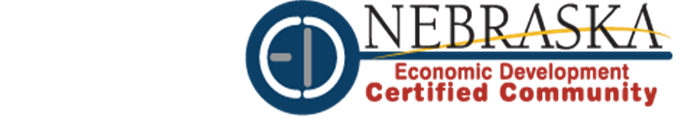 NEBRASKA
Economic Development
Certified Community